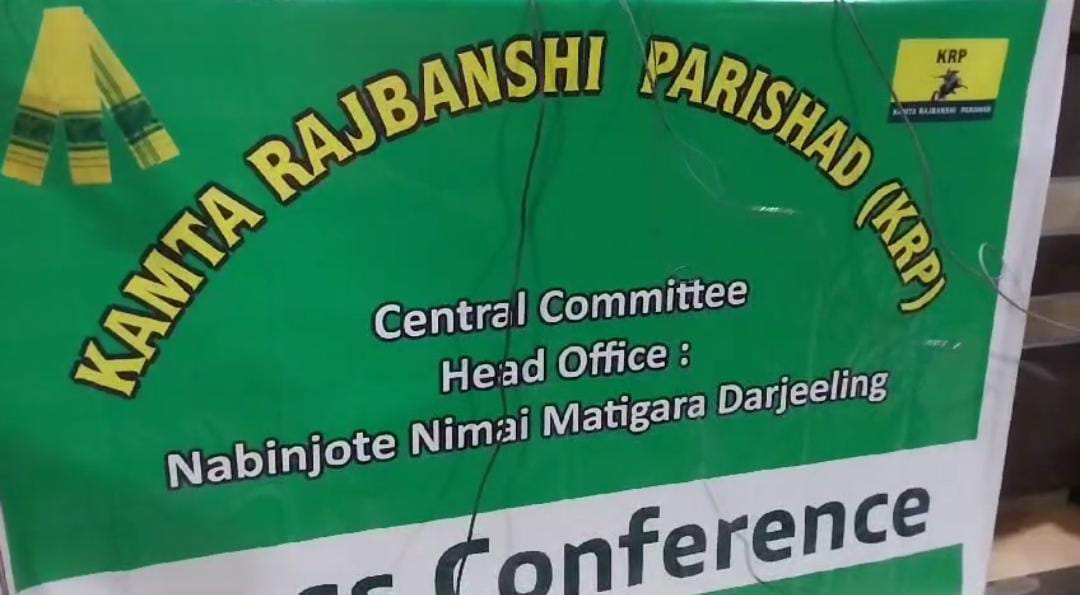 KAMTA RAJBANSHI PARISHAD (KRP)
KRP
KAMTA RAJBANSHI PARISHAD
Central Committee
Head Office :
Nabinjote Nimai Matigara Darjeeling
Conference